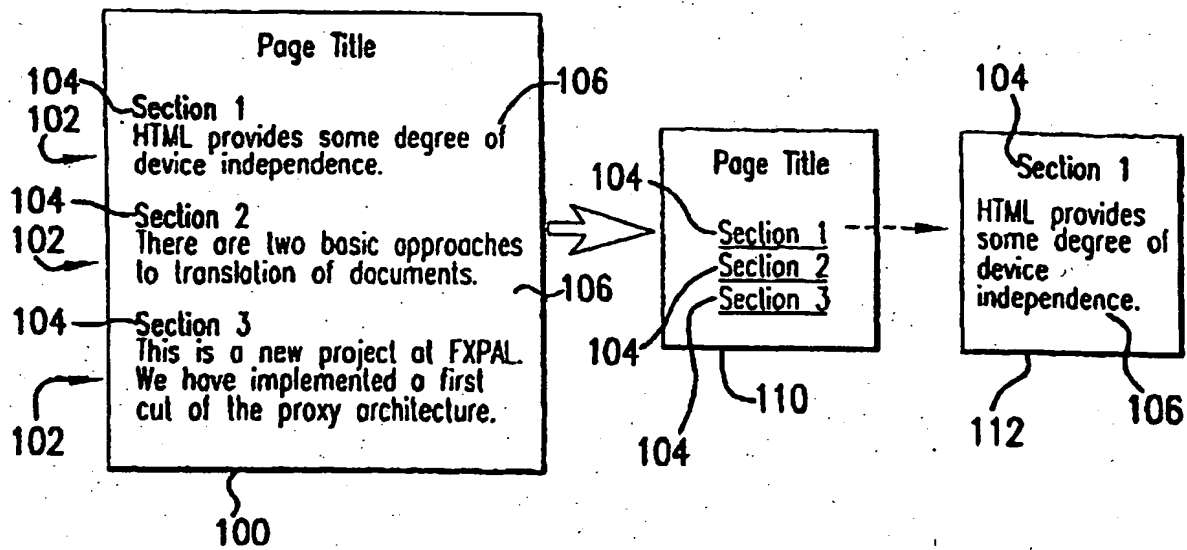 Page Title
104
106
Section 1
102
HTML provides some degree of
device independence.
104
Section 2
102
There are two basic approaches
to translation of documents.
106
104
Section 3
This is a new project at FXPAL.
We have implemented a first
cut of the proxy architecture.
102
100
Page Title
104
Section 1
Section 2
Section 3
104
104
110
104
Section 1
HTML provides
some degree of
device
independence.
112
106